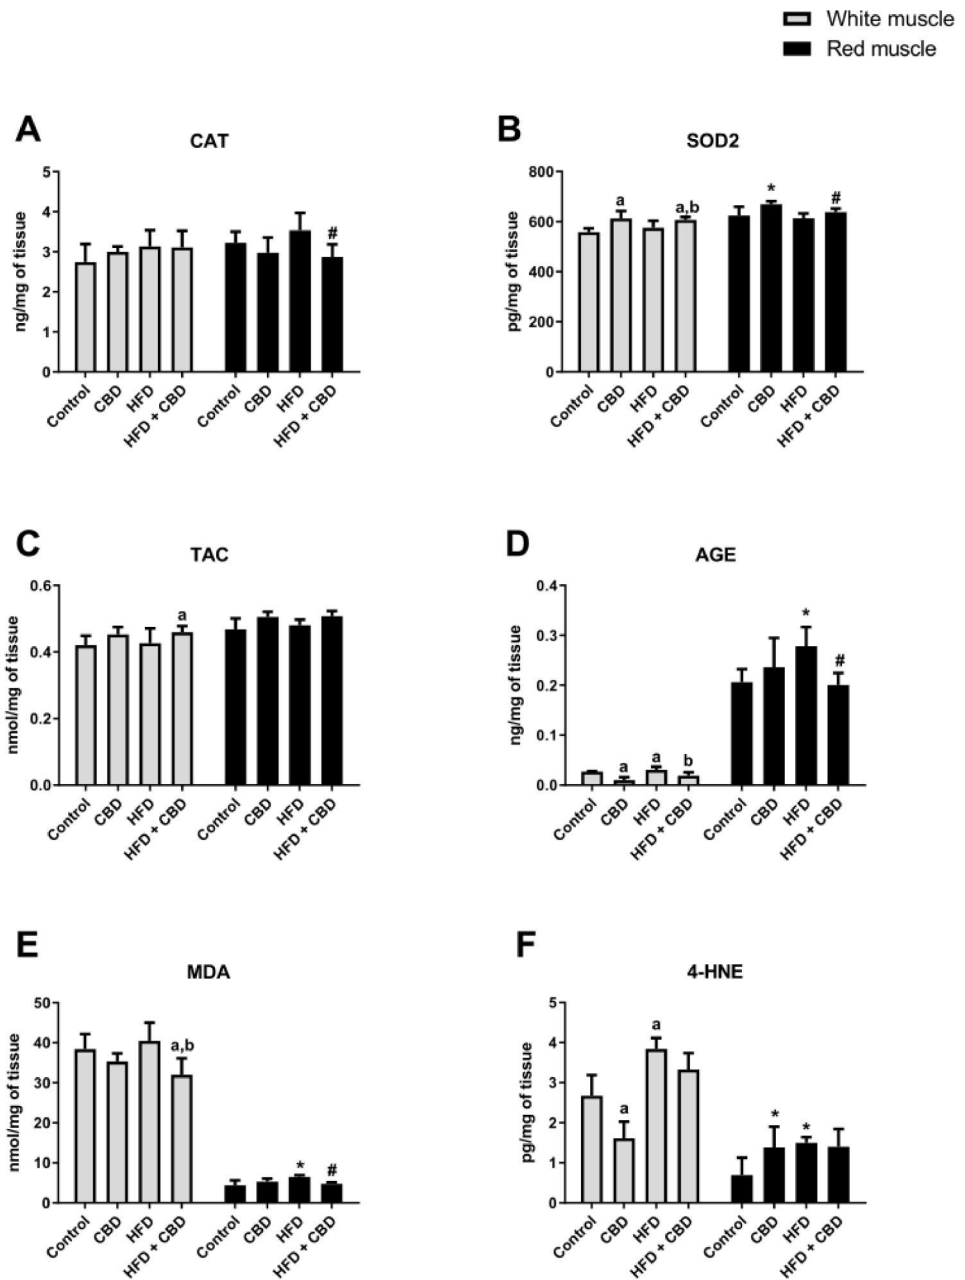 White muscle
Red muscle
A
CAT
ng/mg of tissue
5
4
3
2
1
0
#
Control
CBD
HFD
HFD + CBD
Control
CBD
HFD
HFD + CBD
B
SOD2
pg/mg of tissue
800
600
400
200
0
a
a,b
*
#
Control
CBD
HFD
HFD + CBD
Control
CBD
HFD
HFD + CBD
C
TAC
nmol/mg of tissue
0.6
0.4
0.2
0.0
a
Control
CBD
HFD
HFD + CBD
Control
CBD
HFD
HFD + CBD
D
AGE
ng/mg of tissue
0.4
0.3
0.2
0.1
0.0
a
a
b
*
#
Control
CBD
HFD
HFD + CBD
Control
CBD
HFD
HFD + CBD
E
MDA
nmol/mg of tissue
50
40
30
20
10
0
a,b
*
#
Control
CBD
HFD
HFD + CBD
Control
CBD
HFD
HFD + CBD
F
4-HNE
pg/mg of tissue
5
4
3
2
1
0
a
a
*
*
Control
CBD
HFD
HFD + CBD
Control
CBD
HFD
HFD + CBD